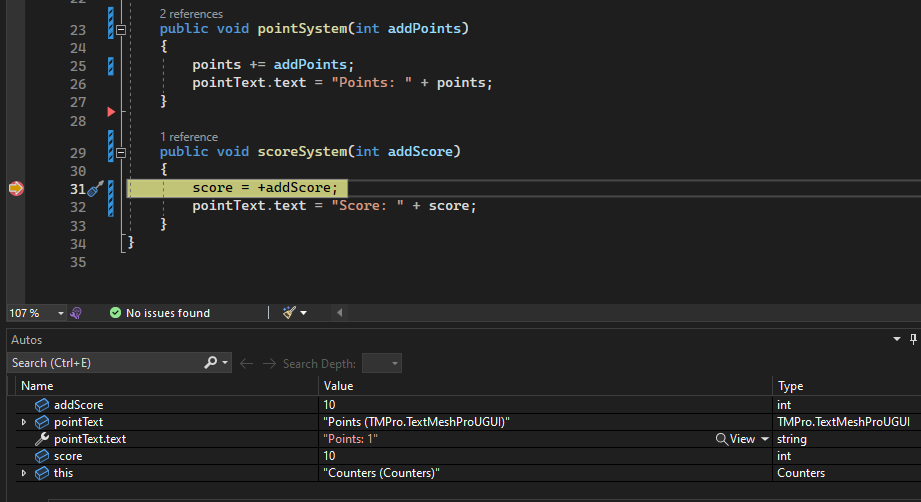 22
2 references
23 public void pointSystem(int addPoints)
24 {
25 points += addPoints;
26 pointText.text = "Points: " + points;
27 }
28
1 reference
29 public void scoreSystem(int addScore)
30 {
31 score = +addScore;
32 pointText.text = "Score: " + score;
33 }
34 }
35
107 % No issues found
Autos
Search (Ctrl+E) Search Depth:
Name Value Type
addScore 10 int
pointText "Points (TMPro.TextMeshProUGUI)" TMPro.TextMeshProUGUI
pointText.text "Points: 1" View string
score 10 int
this "Counters (Counters)" Counters